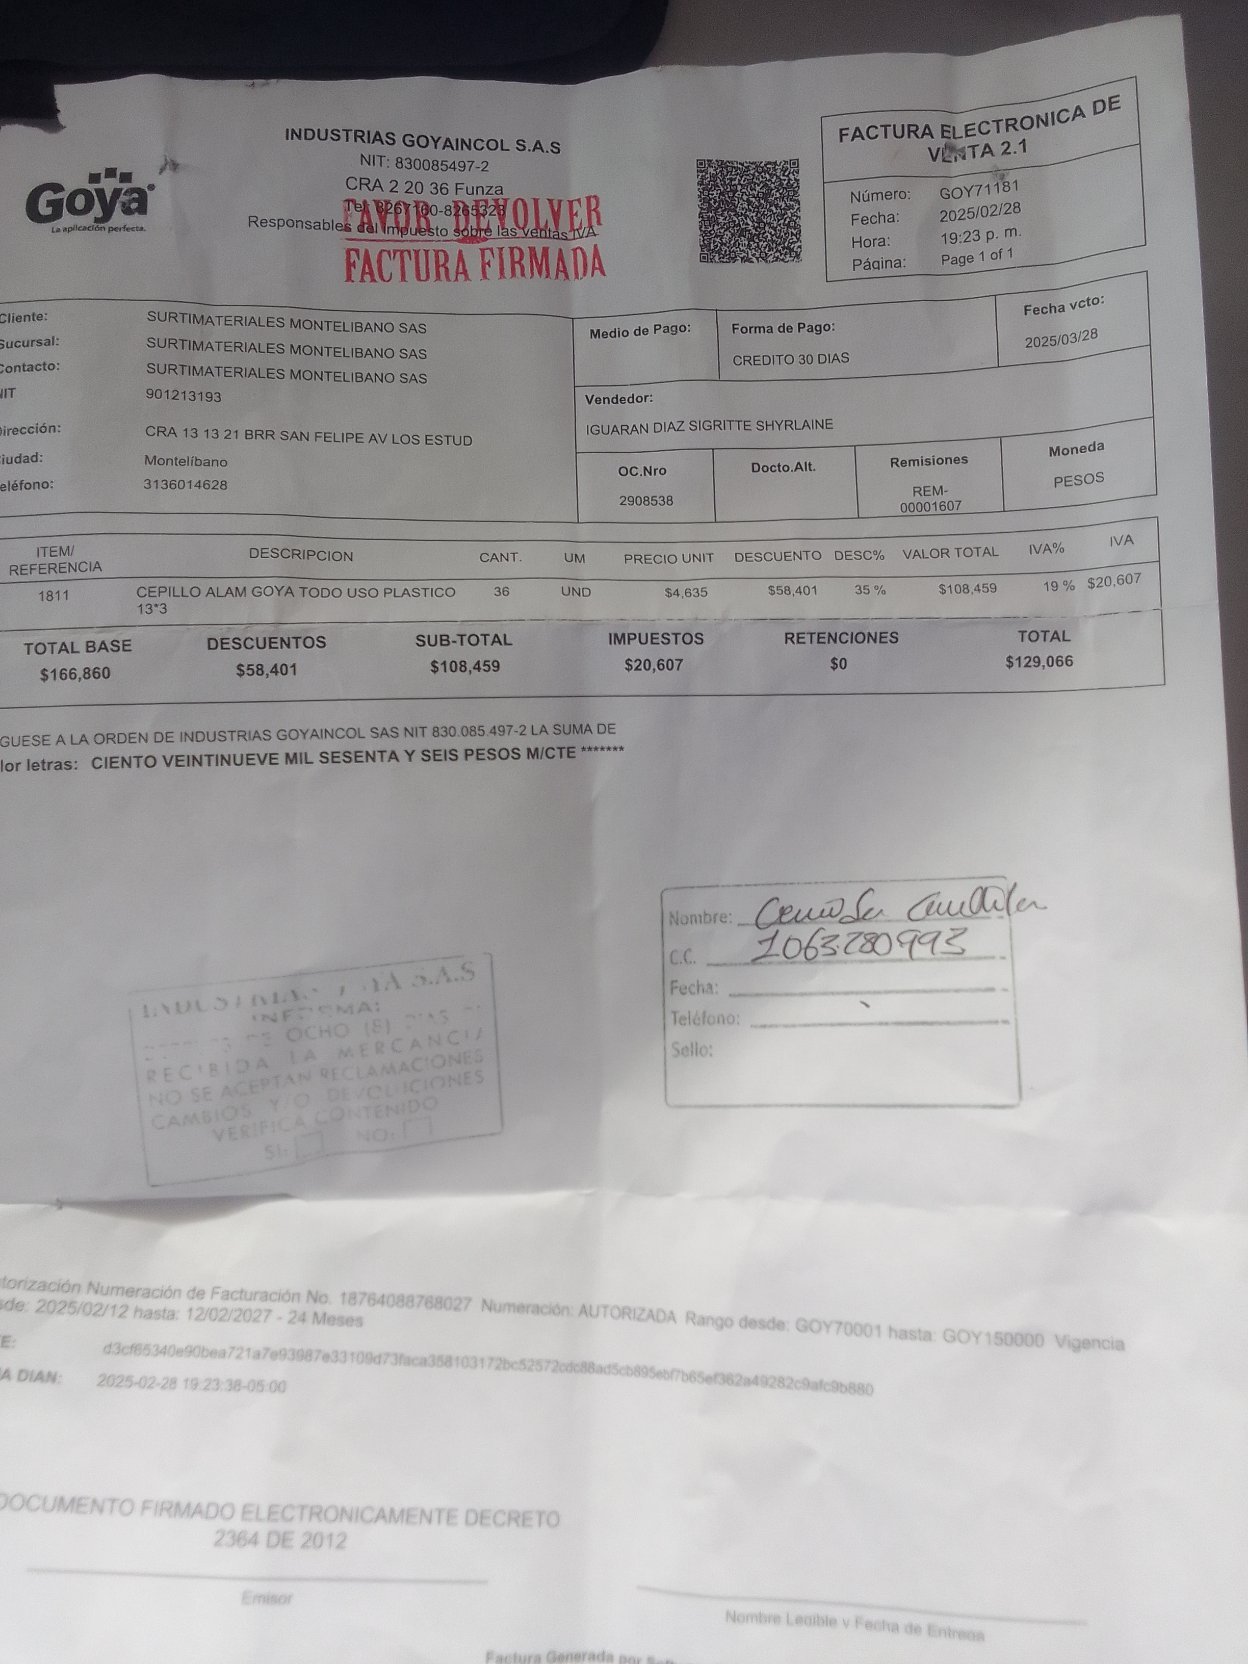 Goya
La aplicación perfecta.
INDUSTRIAS GOYAINCOL S.A.S
NIT: 830085497-2
CRA 2 20 36 Funza
Tel: 8267160-8265328
Responsables del impuesto sobre las ventas IVA
FAVOR DEVOLVER
FACTURA FIRMADA
FACTURA ELECTRONICA DE
VENTA 2.1
Número: GOY71181
Fecha: 2025/02/28
Hora: 19:23 p. m.
Página: Page 1 of 1
Cliente: SURTIMATERIALES MONTELIBANO SAS
Sucursal: SURTIMATERIALES MONTELIBANO SAS
Contacto: SURTIMATERIALES MONTELIBANO SAS
NIT 901213193
Dirección: CRA 13 13 21 BRR SAN FELIPE AV LOS ESTUD
Ciudad: Montelíbano
Teléfono: 3136014628
Medio de Pago:
Forma de Pago:
CREDITO 30 DIAS
Fecha vcto:
2025/03/28
Vendedor:
IGUARAN DIAZ SIGRITTE SHYRLAINE
OC.Nro Docto.Alt. Remisiones Moneda
2908538 REM- PESOS
00001607
ITEM/ DESCRIPCION CANT. UM PRECIO UNIT DESCUENTO DESC% VALOR TOTAL IVA% IVA
REFERENCIA
1811 CEPILLO ALAM GOYA TODO USO PLASTICO 36 UND $4,635 $58,401 35 % $108,459 19 % $20,607
13*3
TOTAL BASE DESCUENTOS SUB-TOTAL IMPUESTOS RETENCIONES TOTAL
$166,860 $58,401 $108,459 $20,607 $0 $129,066
GUESE A LA ORDEN DE INDUSTRIAS GOYAINCOL SAS NIT 830.085.497-2 LA SUMA DE
lor letras: CIENTO VEINTINUEVE MIL SESENTA Y SEIS PESOS M/CTE *******
Nombre:
C.C. 1063280993
Fecha:
Teléfono:
Sello:
S.A.S
INFORMA:
OCHO (8) DIAS
RECIBIDA LA MERCANCIA
NO SE ACEPTAN RECLAMACIONES
CAMBIOS Y/O DEVOLUCIONES
VERIFICA CONTENIDO
SI: NO:
torización Numeración de Facturación No. 18764088768027 Numeración: AUTORIZADA Rango desde: GOY70001 hasta: GOY150000 Vigencia
sde: 2025/02/12 hasta: 12/02/2027 - 24 Meses
E:
A DIAN: 2025-02-28 19:23:38-05:00
DOCUMENTO FIRMADO ELECTRONICAMENTE DECRETO
2364 DE 2012
Emisor
Nombre Legible y Fecha de Entrega
Factura Generada por